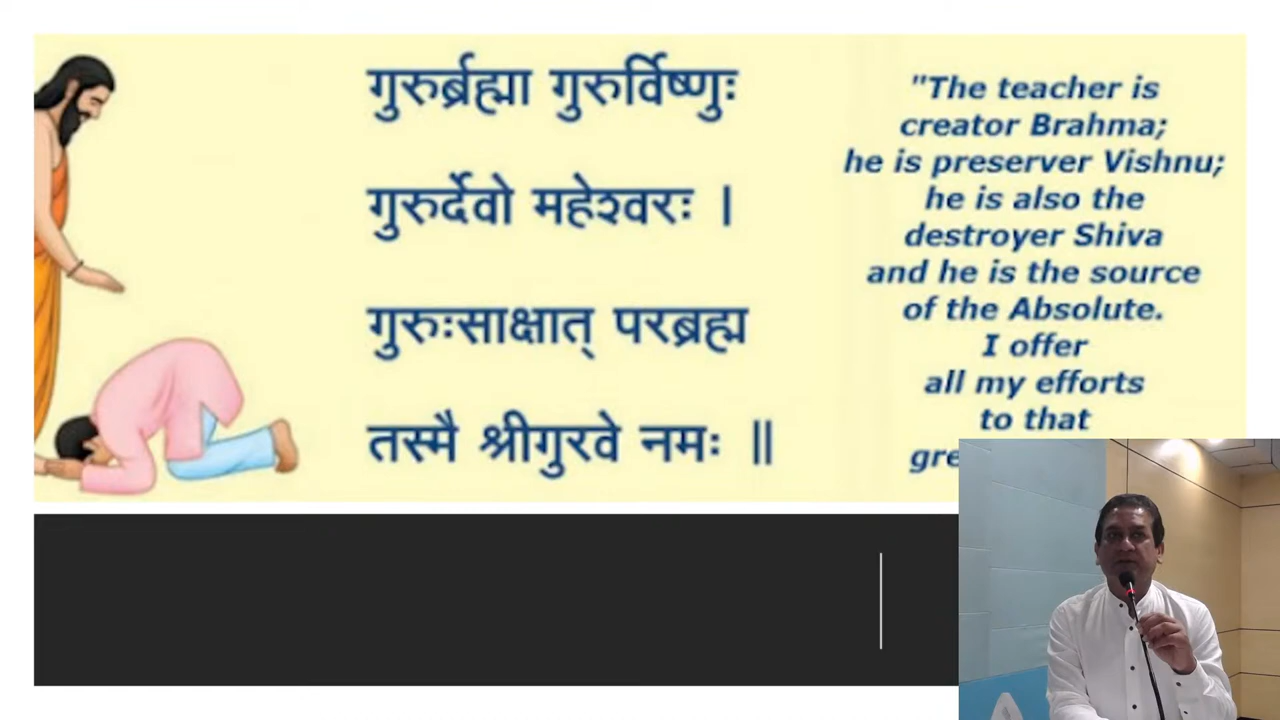 गुरुर्ब्रह्मा गुरुर्विष्णुः
गुरुर्देवो महेश्वरः ।
गुरुःसाक्षात् परब्रह्म
तस्मै श्रीगुरवे नमः ॥
"The teacher is
creator Brahma;
he is preserver Vishnu;
he is also the
destroyer Shiva
and he is the source
of the Absolute.
I offer
all my efforts
to that